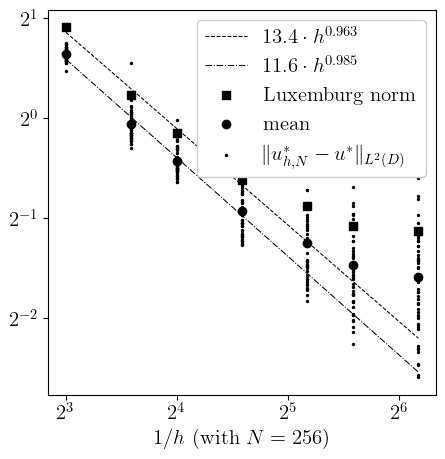 2^1
2^0
2^{-1}
2^{-2}
13.4 · h^{0.963}
11.6 · h^{0.985}
Luxemburg norm
mean
‖u^*_{h,N} − u^*‖_{L^2(D)}
2^3
2^4
2^5
2^6
1/h (with N = 256)